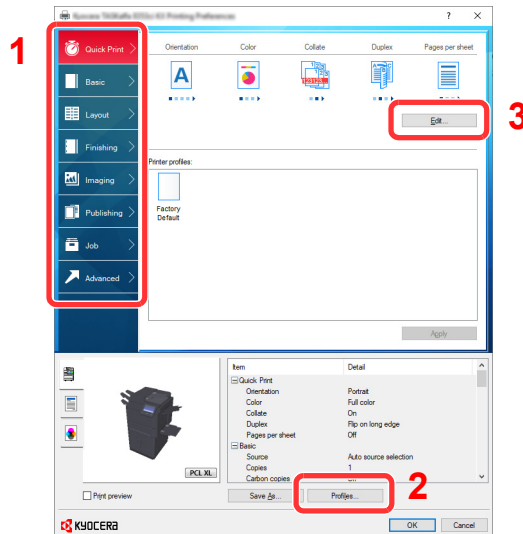 Printing Preferences
? ×
1
Quick Print
Basic
Layout
Finishing
Imaging
Publishing
Job
Advanced
Orientation Color Collate Duplex Pages per sheet
A
123123
Edit...
3
Printer profiles:
Factory
Default
Apply
Item Detail
Quick Print
Orientation Portrait
Color Full color
Collate On
Duplex Flip on long edge
Pages per sheet Off
Basic
Source Auto source selection
Copies 1
Carbon copies
PCL XL
Print preview
Save As...
Profiles...
2
KYOCERA
OK Cancel